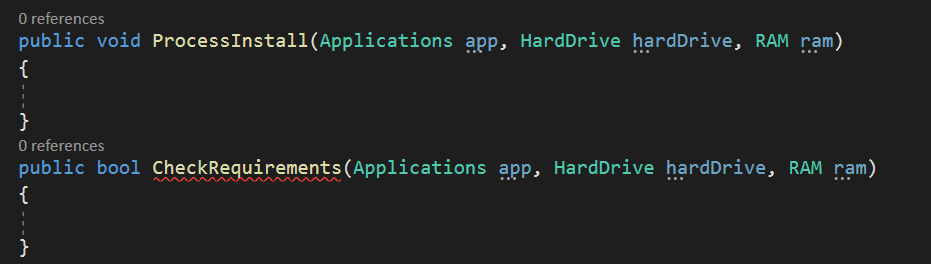 0 references
public void ProcessInstall(Applications app, HardDrive hardDrive, RAM ram)
{
}
0 references
public bool CheckRequirements(Applications app, HardDrive hardDrive, RAM ram)
{
}